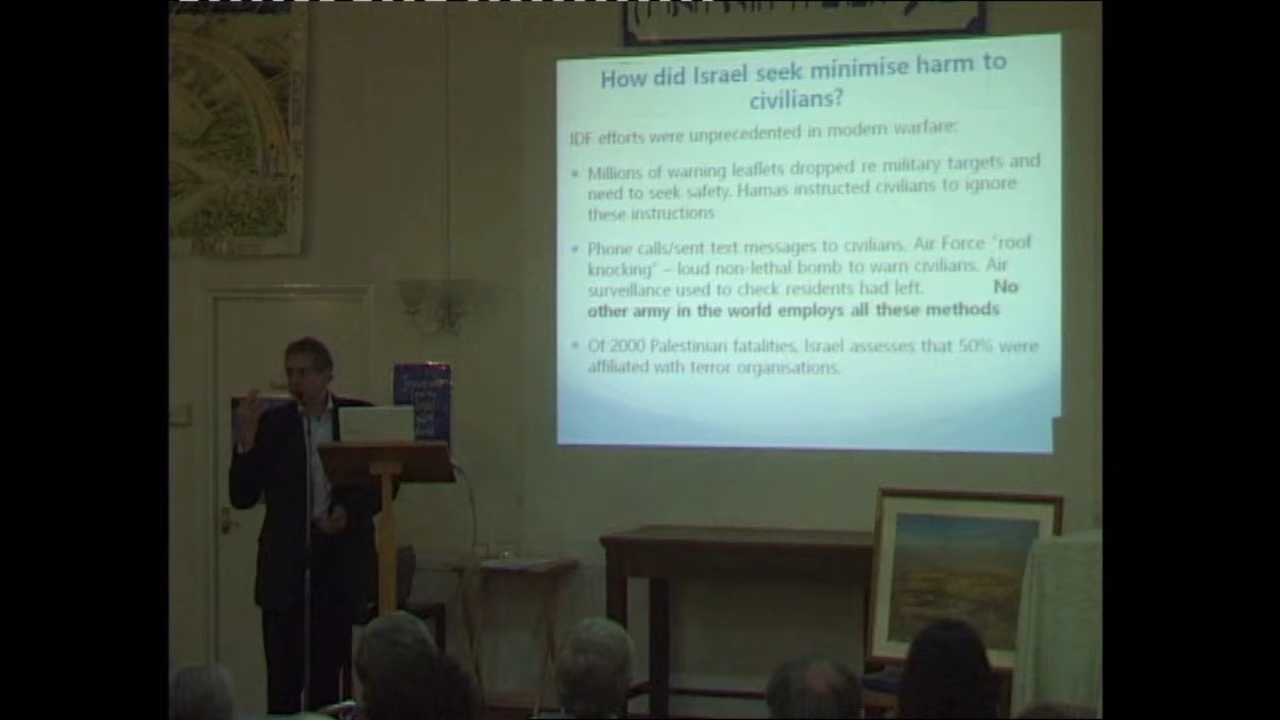 How did Israel seek minimise harm to
civilians?
IDF efforts were unprecedented in modern warfare:
• Millions of warning leaflets dropped re military targets and
need to seek safety. Hamas instructed civilians to ignore
these instructions
• Phone calls/sent text messages to civilians. Air Force "roof
knocking" – loud non-lethal bomb to warn civilians. Air
surveillance used to check residents had left. No
other army in the world employs all these methods
• Of 2000 Palestinian fatalities, Israel assesses that 50% were
affiliated with terror organisations.